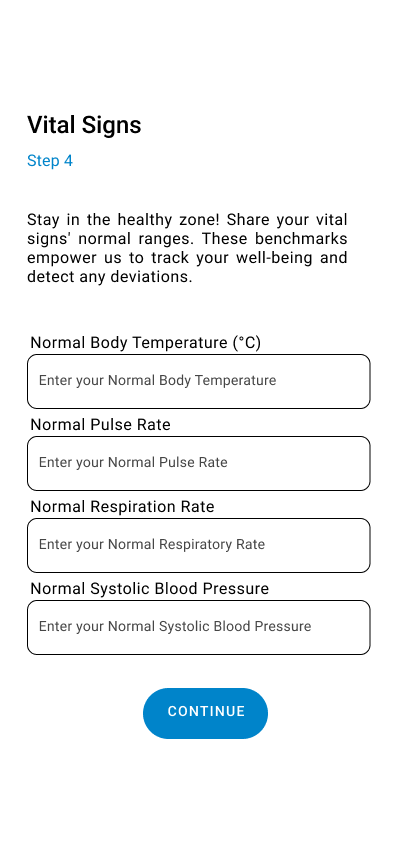 Vital Signs
Step 4
Stay in the healthy zone! Share your vital
signs' normal ranges. These benchmarks
empower us to track your well-being and
detect any deviations.
Normal Body Temperature (°C)
Enter your Normal Body Temperature
Normal Pulse Rate
Enter your Normal Pulse Rate
Normal Respiration Rate
Enter your Normal Respiratory Rate
Normal Systolic Blood Pressure
Enter your Normal Systolic Blood Pressure
CONTINUE